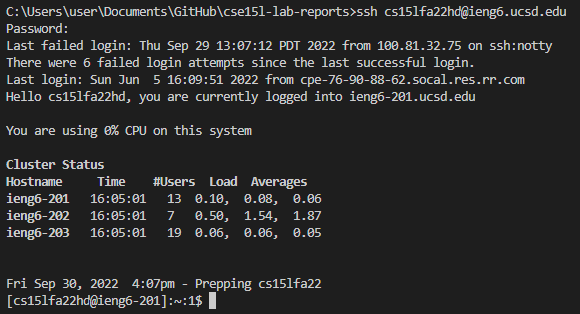 C:\Users\user\Documents\GitHub\cse15l-lab-reports>ssh cs15lfa22hd@ieng6.ucsd.edu
Password:
Last failed login: Thu Sep 29 13:07:12 PDT 2022 from 100.81.32.75 on ssh:notty
There were 6 failed login attempts since the last successful login.
Last login: Sun Jun  5 16:09:51 2022 from cpe-76-90-88-62.socal.res.rr.com
Hello cs15lfa22hd, you are currently logged into ieng6-201.ucsd.edu
You are using 0% CPU on this system
Cluster Status
Hostname     Time    #Users  Load  Averages
ieng6-201   16:05:01   13  0.10,  0.08,  0.06
ieng6-202   16:05:01   7   0.50,  1.54,  1.87
ieng6-203   16:05:01   19  0.06,  0.06,  0.05
Fri Sep 30, 2022  4:07pm - Prepping cs15lfa22
[cs15lfa22hd@ieng6-201]:~:1$